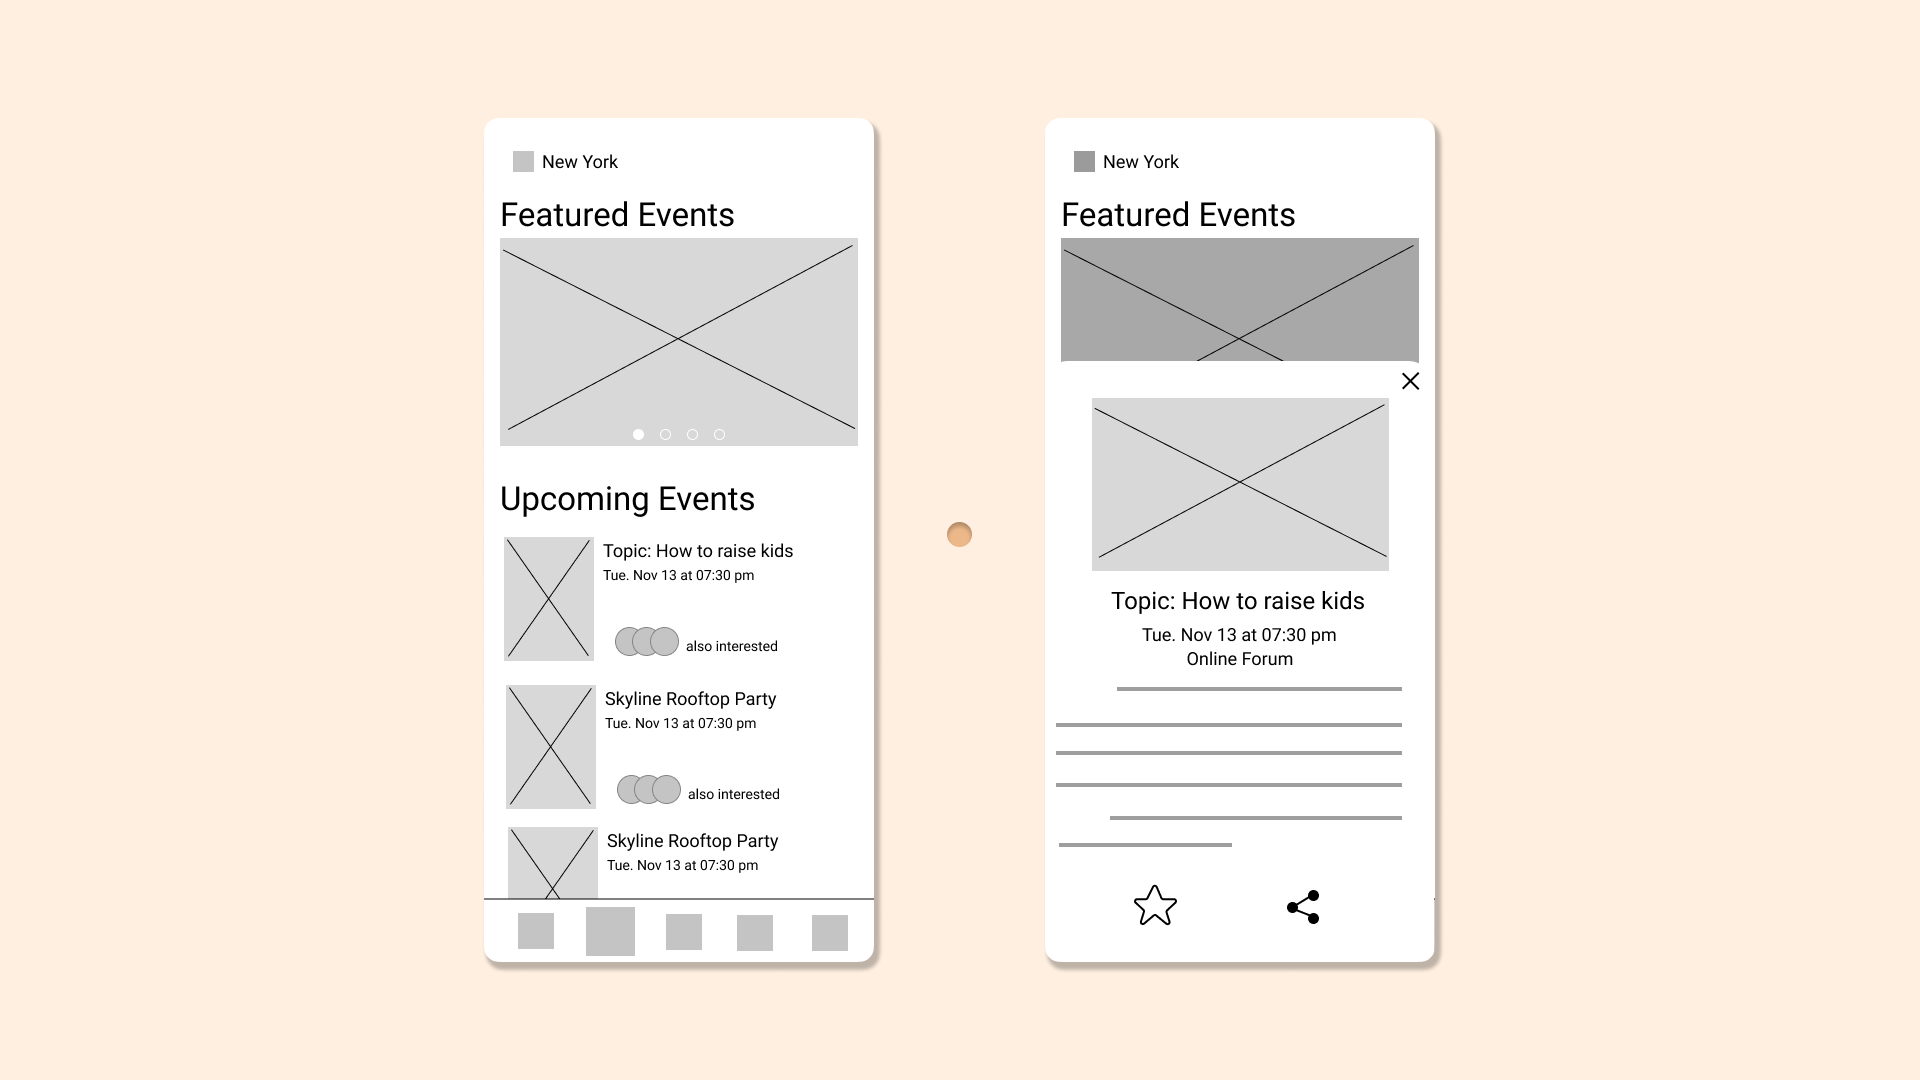 New York
Featured Events
Upcoming Events
Topic: How to raise kids
Tue. Nov 13 at 07:30 pm
also interested
Skyline Rooftop Party
Tue. Nov 13 at 07:30 pm
also interested
Skyline Rooftop Party
Tue. Nov 13 at 07:30 pm
New York
Featured Events
Topic: How to raise kids
Tue. Nov 13 at 07:30 pm
Online Forum